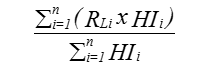 ∑ⁿᵢ₌₁( R_Li x HI_i )
∑ⁿᵢ₌₁ HI_i